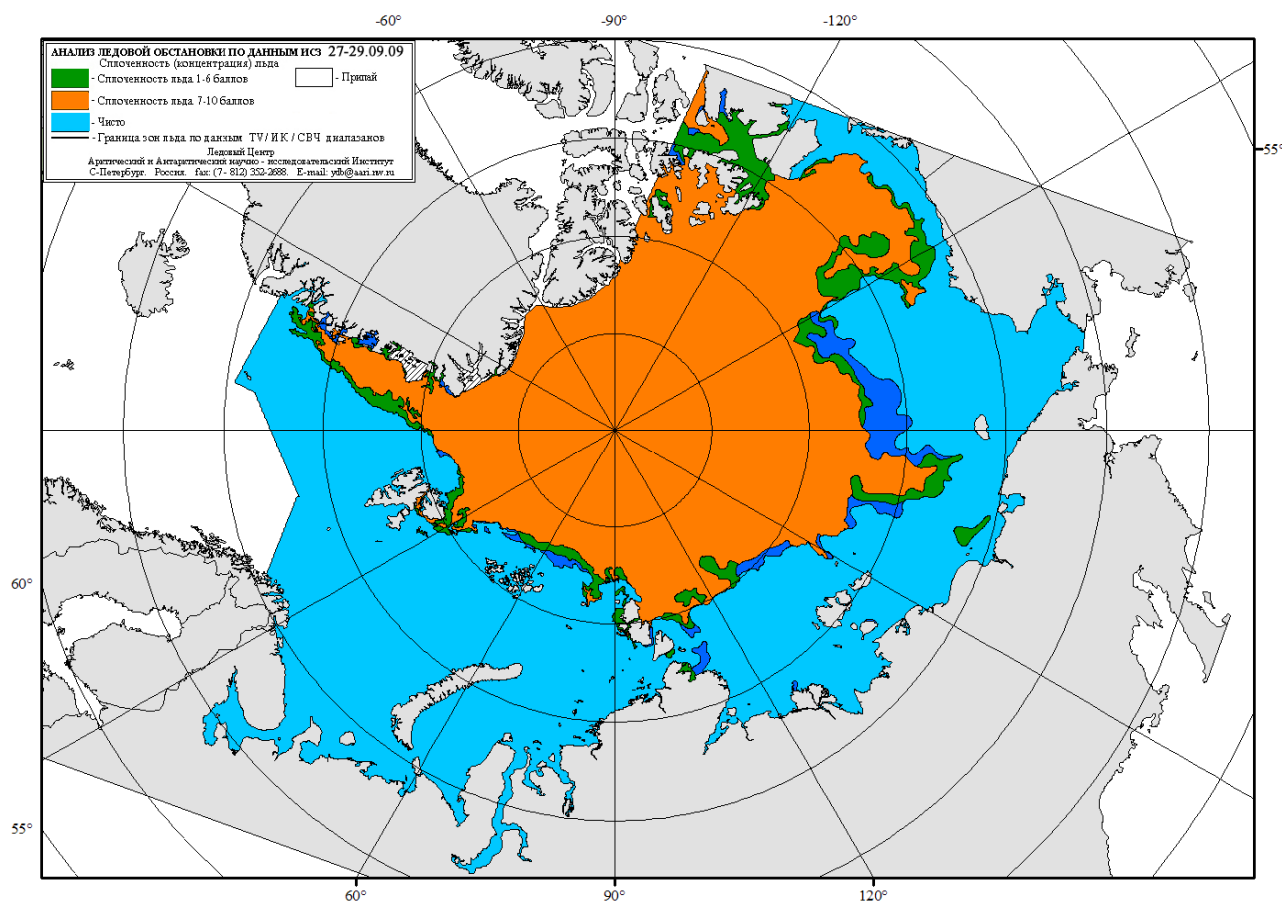 -60° -90° -120°
АНАЛИЗ ЛЕДОВОЙ ОБСТАНОВКИ ПО ДАННЫМ ИСЗ 27-29.09.09
Сплоченность (концентрация) льда
- Сплоченность льда 1-6 баллов - Припай
- Сплоченность льда 7-10 баллов
- Чисто
- Граница зон льда по данным TV/ ИК / СВЧ диапазонов
Ледовый Центр
Арктический и Антарктический научно - исследовательский Институт
С-Петербург. Россия. fax: (7 - 812) 352-2688. E-mail: ydb@aari.nw.ru
55°
60°
55°
60° 90° 120°